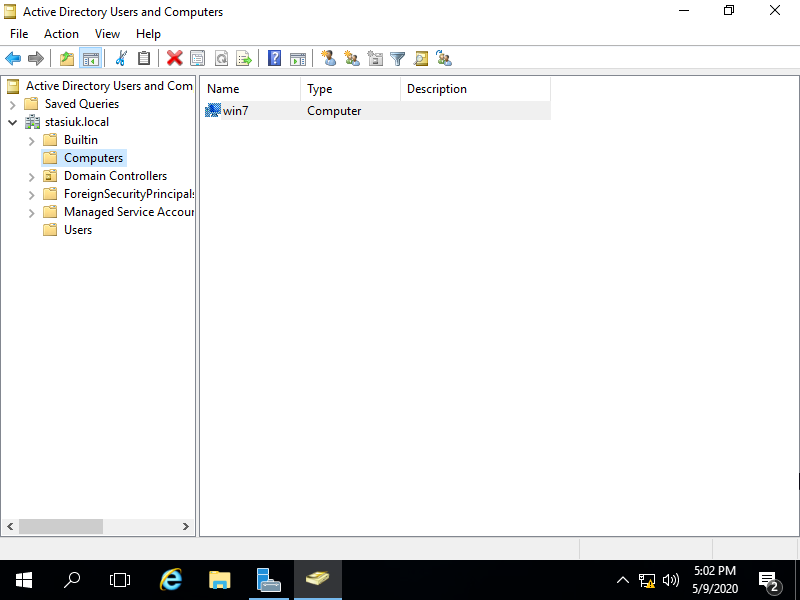 Active Directory Users and Computers
File Action View Help
Active Directory Users and Com
Saved Queries
stasiuk.local
Builtin
Computers
Domain Controllers
ForeignSecurityPrincipals
Managed Service Accour
Users
Name Type Description
win7 Computer
5:02 PM
5/9/2020
2